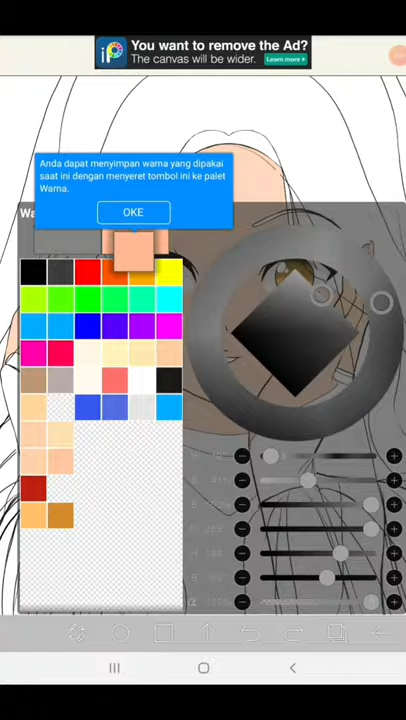 You want to remove the Ad?
The canvas will be wider.
Learn more
Anda dapat menyimpan warna yang dipakai
saat ini dengan menyeret tombol ini ke palet
Warna.
OKE
Wa